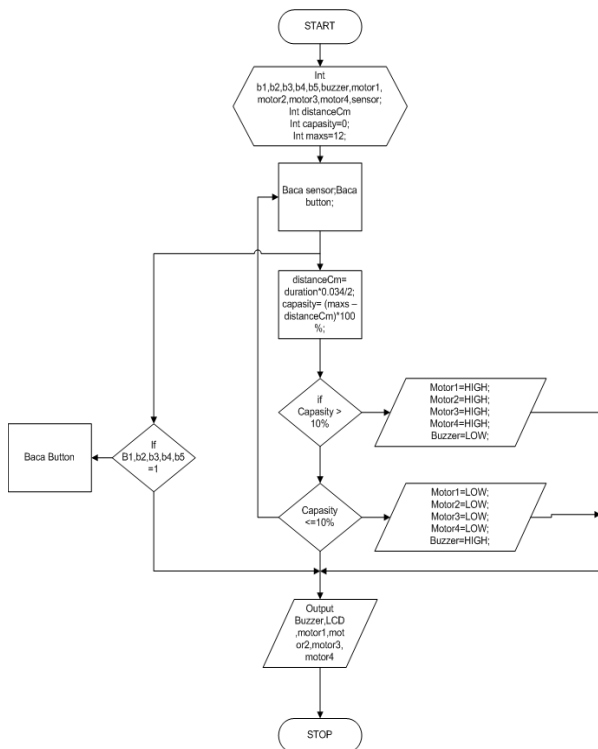 START
Int
b1,b2,b3,b4,b5,buzzer,motor1,
motor2,motor3,motor4,sensor;
Int distanceCm
Int capasity=0;
Int maxs=12;
Baca sensor;Baca
button;
distanceCm=
duration*0.034/2;
capasity= (maxs –
distanceCm)*100
%;
if
Capasity >
10%
Motor1=HIGH;
Motor2=HIGH;
Motor3=HIGH;
Motor4=HIGH;
Buzzer=LOW;
Baca Button
If
B1,b2,b3,b4,b5
=1
Capasity
<=10%
Motor1=LOW;
Motor2=LOW;
Motor3=LOW;
Motor4=LOW;
Buzzer=HIGH;
Output
Buzzer,LCD
,motor1,mot
or2,motor3,
motor4
STOP